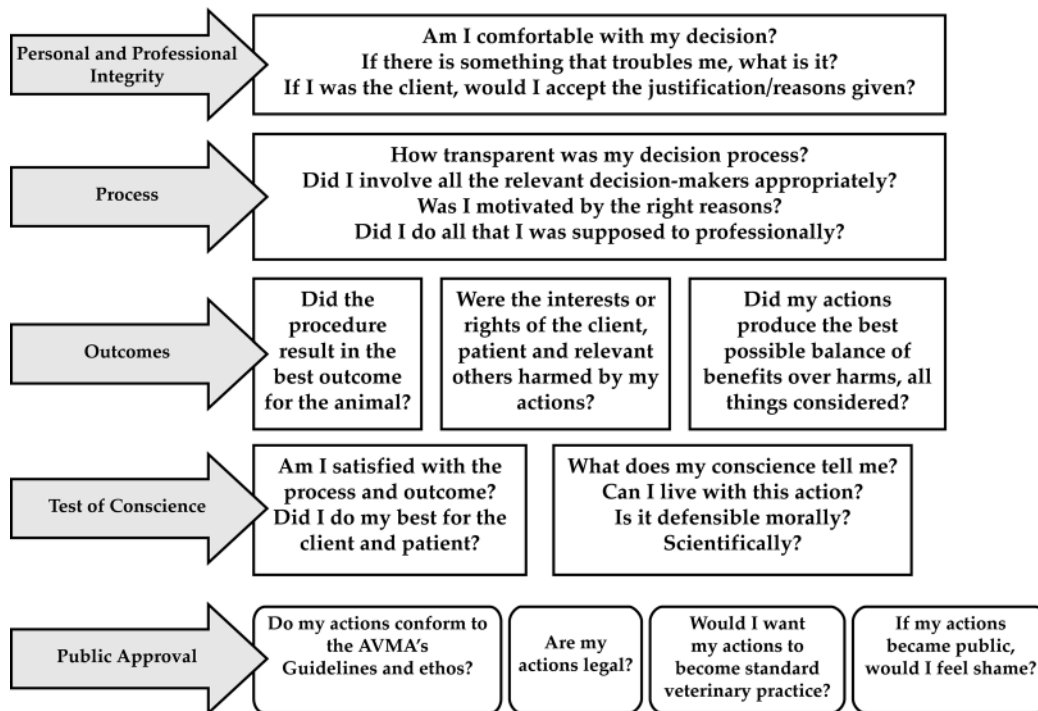 Personal and Professional
Integrity
Am I comfortable with my decision?
If there is something that troubles me, what is it?
If I was the client, would I accept the justification/reasons given?
Process
How transparent was my decision process?
Did I involve all the relevant decision-makers appropriately?
Was I motivated by the right reasons?
Did I do all that I was supposed to professionally?
Outcomes
Did the
procedure
result in the
best outcome
for the animal?
Were the interests or
rights of the client,
patient and relevant
others harmed by my
actions?
Did my actions
produce the best
possible balance of
benefits over harms, all
things considered?
Test of Conscience
Am I satisfied with the
process and outcome?
Did I do my best for the
client and patient?
What does my conscience tell me?
Can I live with this action?
Is it defensible morally?
Scientifically?
Public Approval
Do my actions conform to
the AVMA's
Guidelines and ethos?
Are my
actions legal?
Would I want
my actions to
become standard
veterinary practice?
If my actions
became public,
would I feel shame?